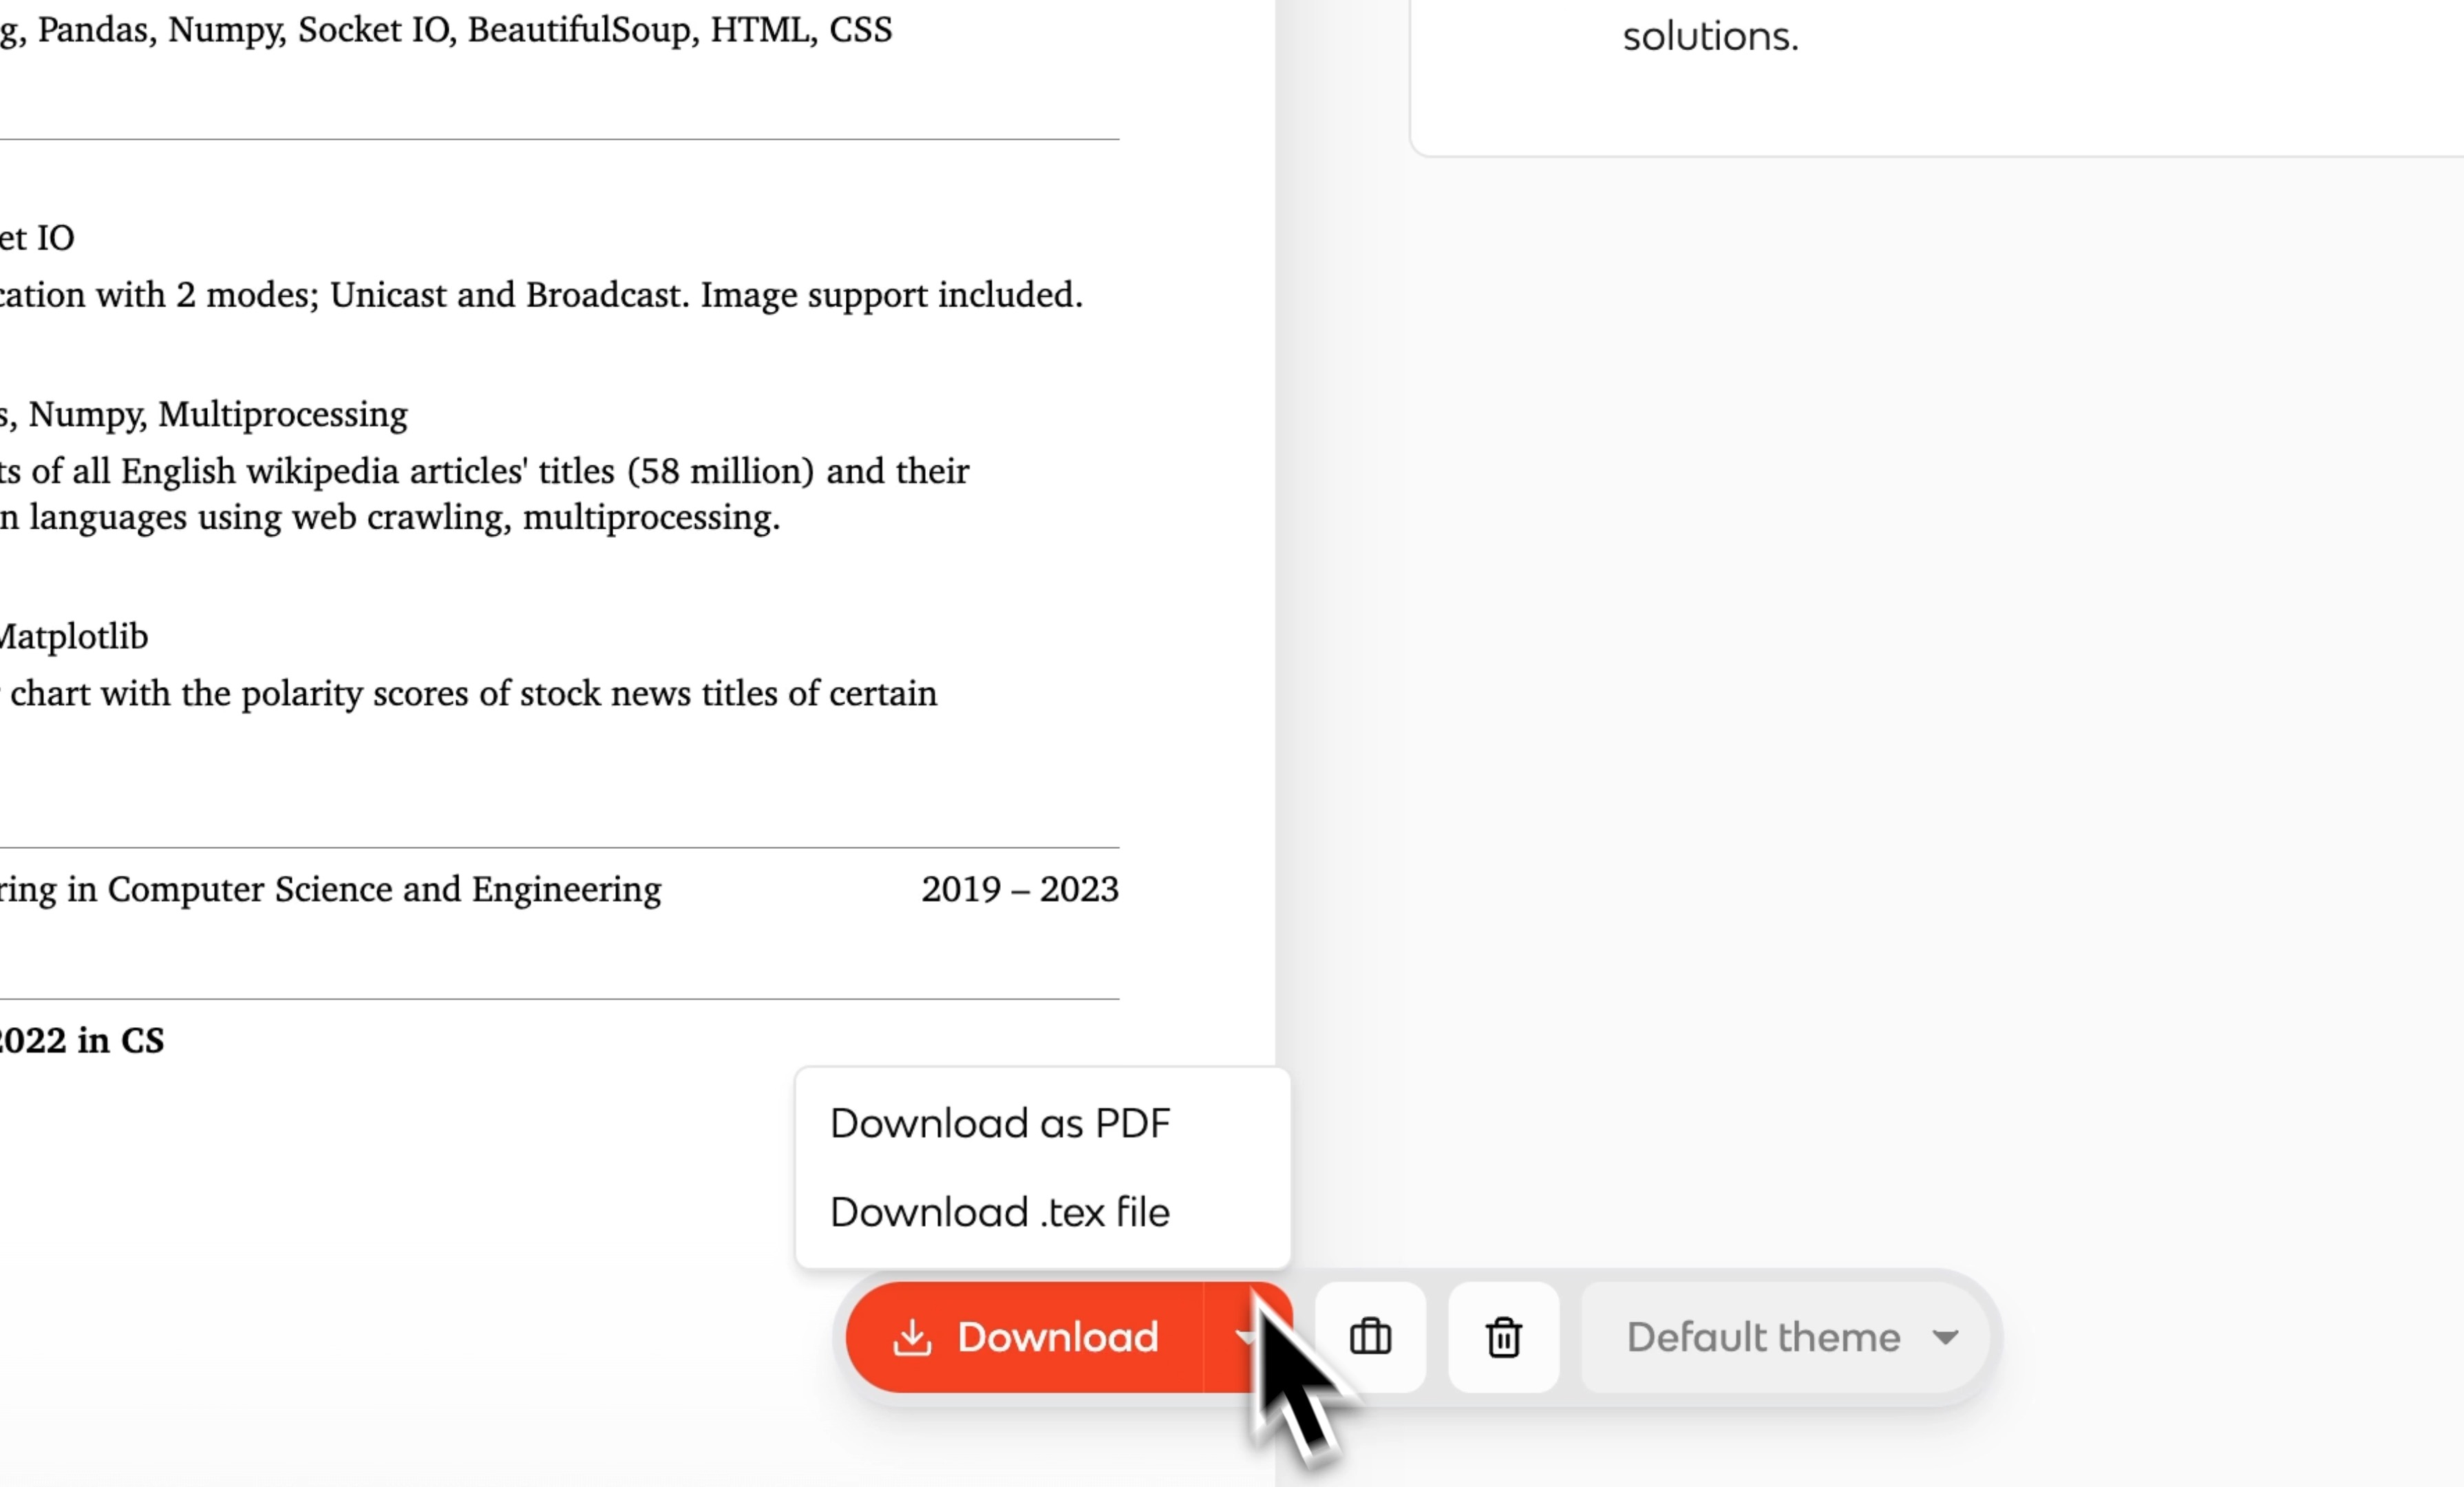 g, Pandas, Numpy, Socket IO, BeautifulSoup, HTML, CSS
et IO
cation with 2 modes; Unicast and Broadcast. Image support included.
s, Numpy, Multiprocessing
ts of all English wikipedia articles' titles (58 million) and their
n languages using web crawling, multiprocessing.
Matplotlib
chart with the polarity scores of stock news titles of certain
ring in Computer Science and Engineering 2019 – 2023
2022 in CS
solutions.
Download as PDF
Download .tex file
Download
Default theme